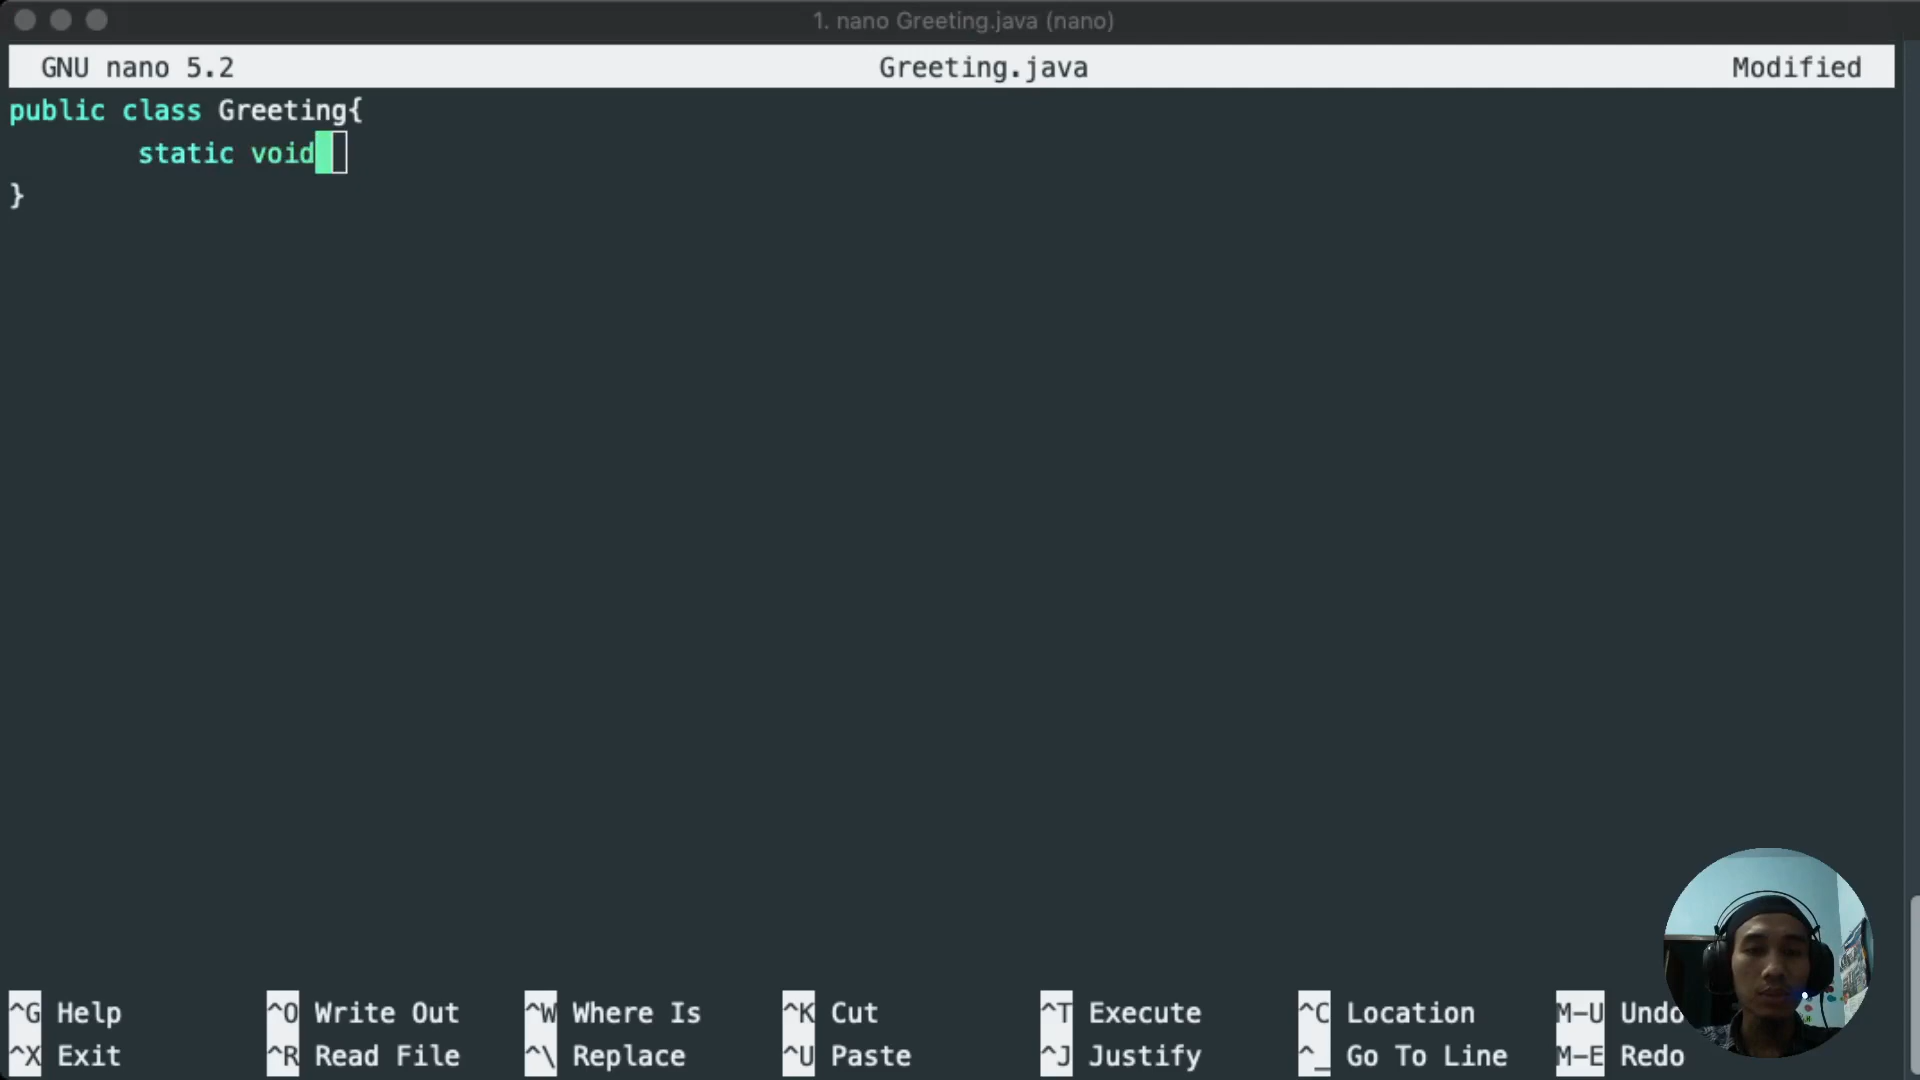 1. nano Greeting.java (nano)
GNU nano 5.2 Greeting.java Modified
public class Greeting{
static void
}
^G Help ^O Write Out ^W Where Is ^K Cut ^T Execute ^C Location M-U Undo
^X Exit ^R Read File ^\ Replace ^U Paste ^J Justify ^_ Go To Line M-E Redo